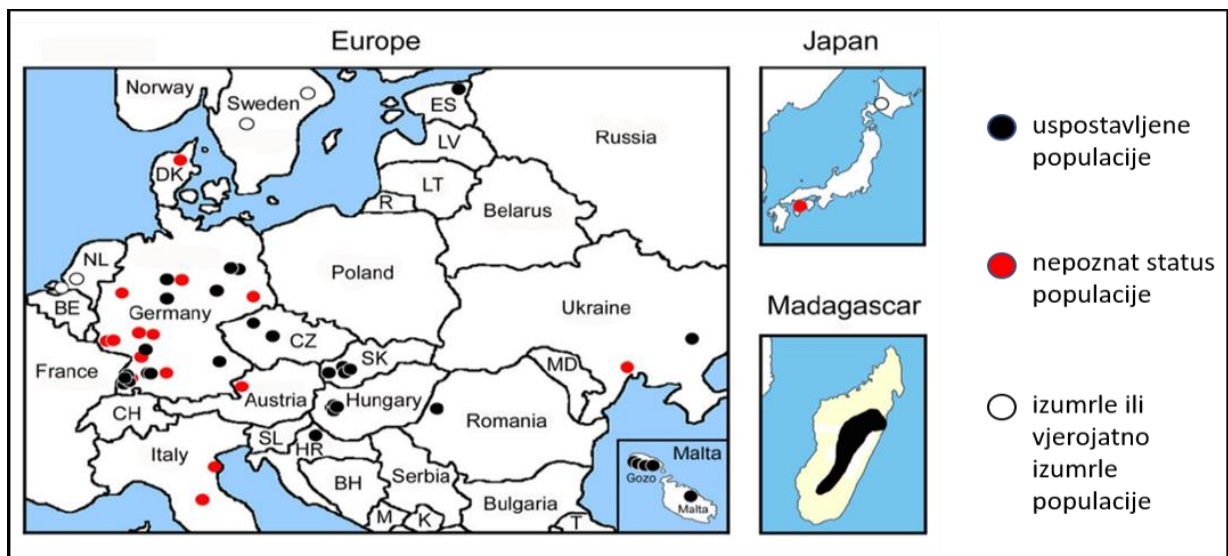 Europe
Japan
Norway
Sweden
ES
Russia
LV
DK
LT
R
Belarus
NL
Poland
BE
Germany
Ukraine
CZ
SK
MD
France
Austria
Hungary
CH
Romania
SL
HR
Italy
BH
Serbia
Bulgaria
M
K
T
Malta
Gozo
Malta
Madagascar
uspostavljene
populacije
nepoznat status
populacije
izumrle ili
vjerojatno
izumrle
populacije